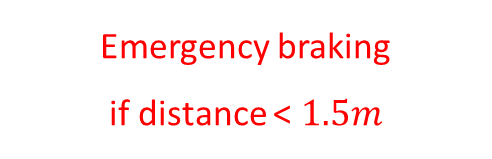 Emergency braking
if distance < 1.5m